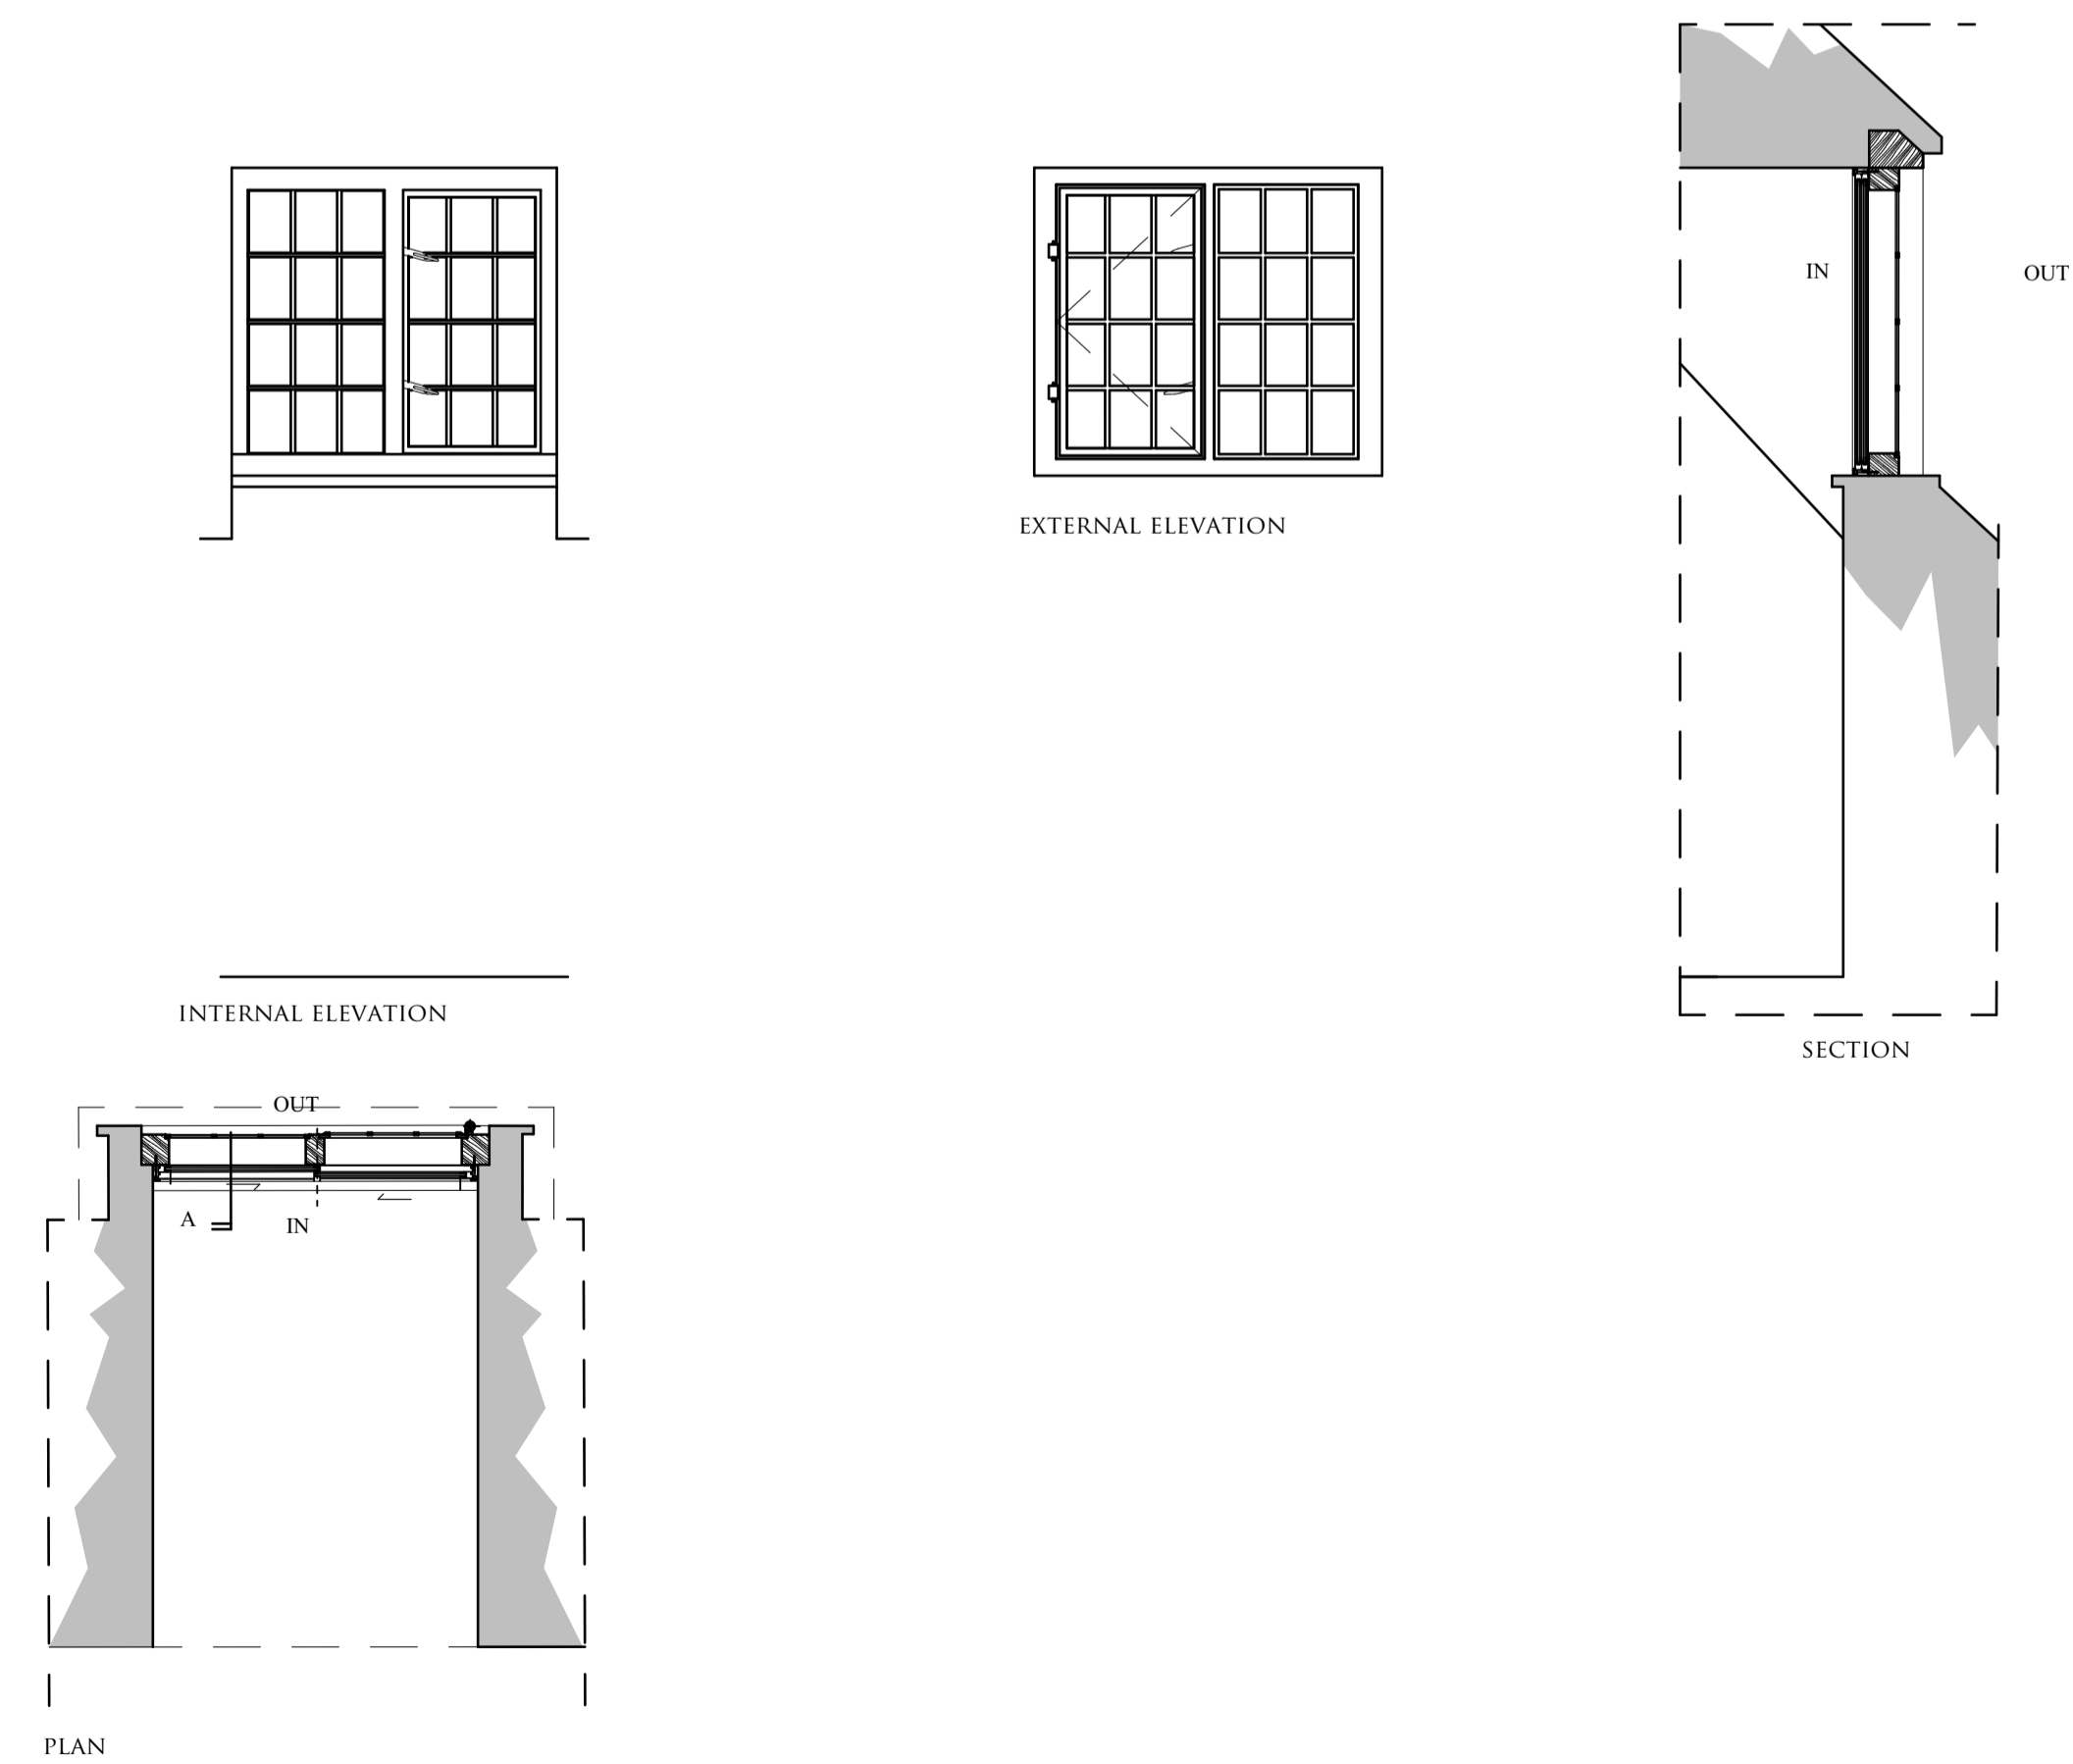 IN
OUT
EXTERNAL ELEVATION
INTERNAL ELEVATION
SECTION
OUT
A
IN
PLAN